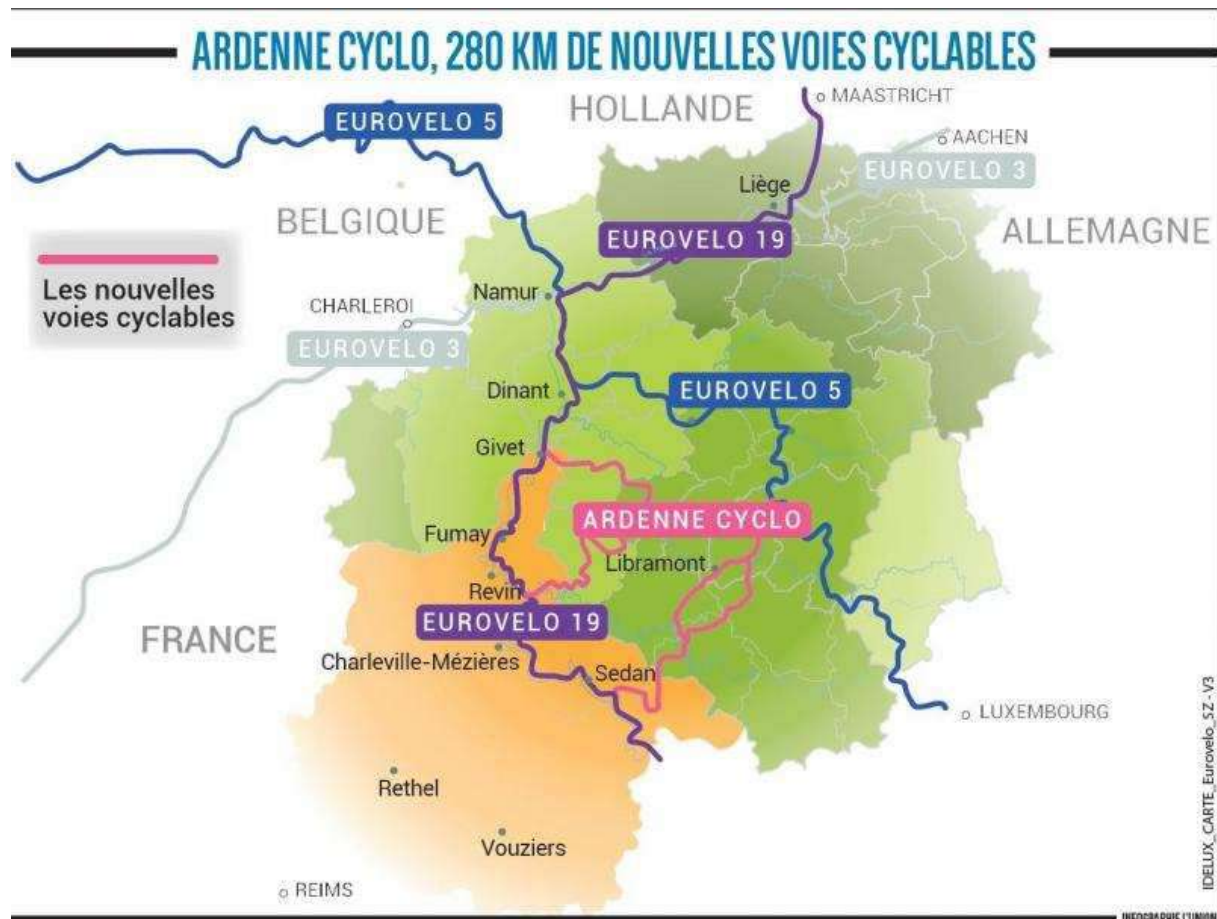 ARDENNE CYCLO, 280 KM DE NOUVELLES VOIES CYCLABLES
HOLLANDE
MAASTRICHT
EUROVELO 5
AACHEN
EUROVELO 3
Liège
BELGIQUE
ALLEMAGNE
EUROVELO 19
Les nouvelles
voies cyclables
Namur
CHARLEROI
EUROVELO 3
Dinant
EUROVELO 5
Givet
ARDENNE CYCLO
Fumay
Libramont
Revin
EUROVELO 19
FRANCE
Charleville-Mézières
Sedan
LUXEMBOURG
Rethel
Vouziers
REIMS
IDELUX_CARTE_Eurovelo_SZ - V3
INFOGRAPHIE L'UNION